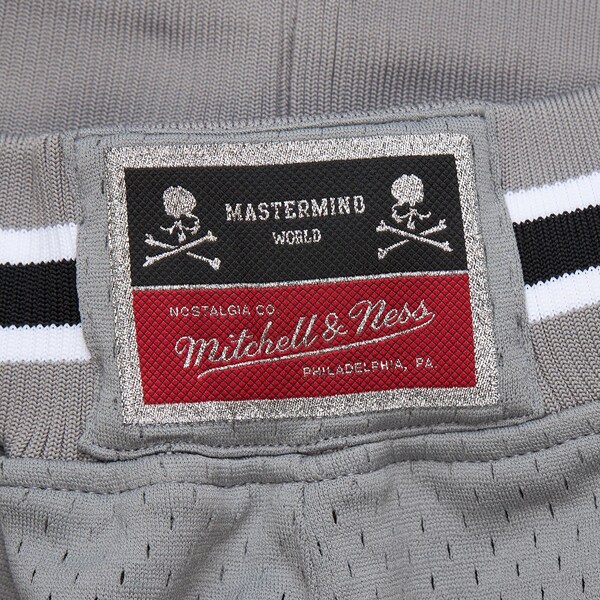 MASTERMIND
WORLD
NOSTALGIA CO
Mitchell & Ness
PHILADELPHIA, PA.